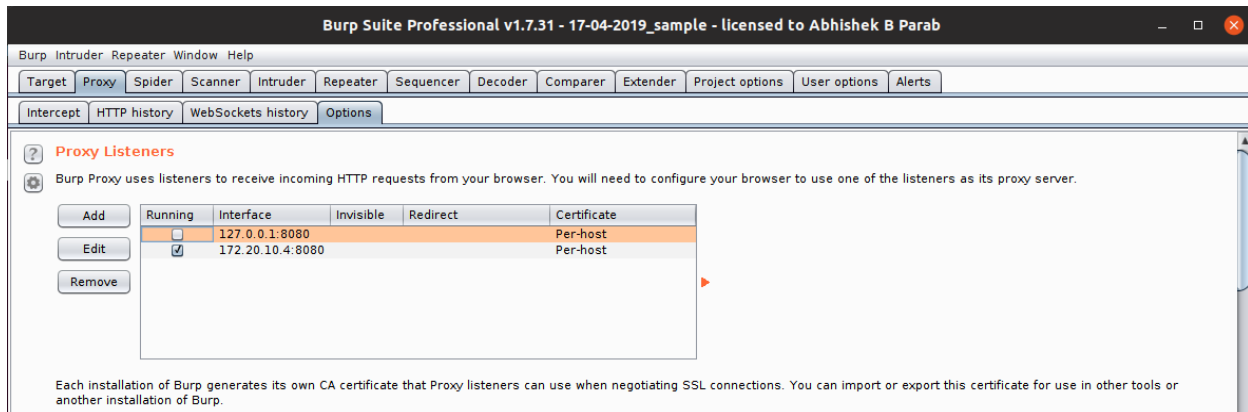 Burp Suite Professional v1.7.31 - 17-04-2019_sample - licensed to Abhishek B Parab
Burp Intruder Repeater Window Help
Target Proxy Spider Scanner Intruder Repeater Sequencer Decoder Comparer Extender Project options User options Alerts
Intercept HTTP history WebSockets history Options
? Proxy Listeners
Burp Proxy uses listeners to receive incoming HTTP requests from your browser. You will need to configure your browser to use one of the listeners as its proxy server.
Add Running Interface Invisible Redirect Certificate
127.0.0.1:8080 Per-host
Edit 172.20.10.4:8080 Per-host
Remove
Each installation of Burp generates its own CA certificate that Proxy listeners can use when negotiating SSL connections. You can import or export this certificate for use in other tools or
another installation of Burp.